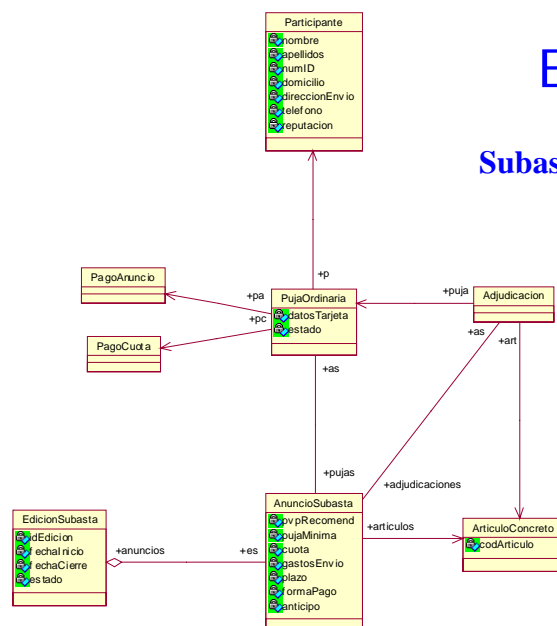 Participante
nombre
apellidos
numID
domicilio
direccionEnvio
telefono
reputacion
E
Subas
+p
PagoAnuncio
+pa
PujaOrdinaria
datosTarjeta
estado
+puja
Adjudicacion
+pc
PagoCuota
+as
+as
+art
+pujas
+adjudicaciones
EdicionSubasta
idEdicion
fechaInicio
fechaCierre
estado
+anuncios
+es
AnuncioSubasta
pvpRecomend
pujaMinima
cuota
gastosEnvio
plazo
formaPago
anticipo
+articulos
ArticuloConcreto
codArticulo